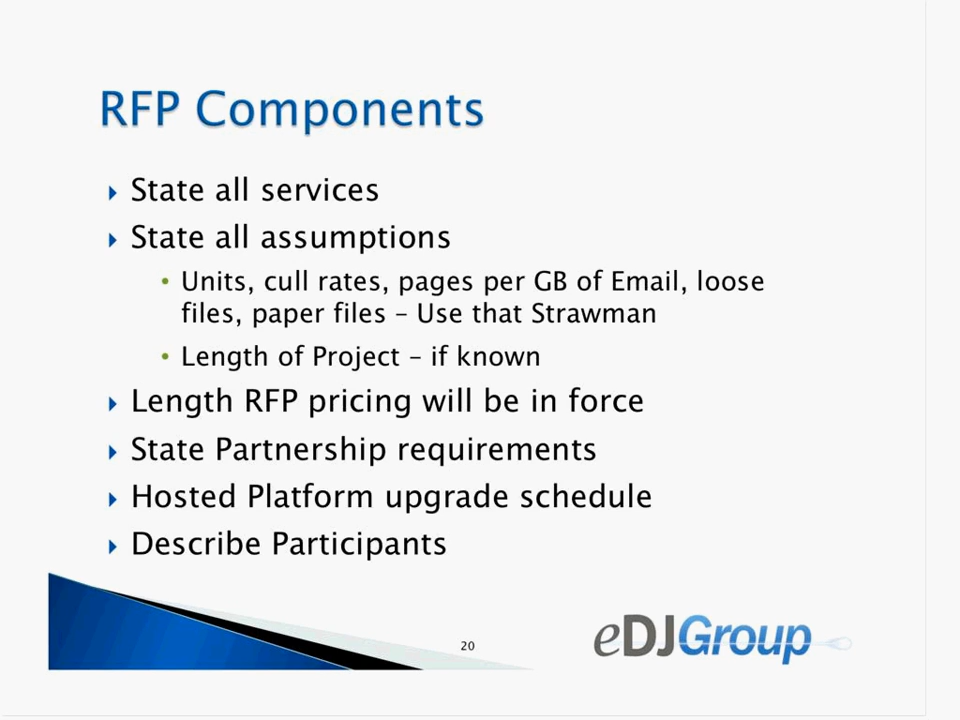 RFP Components
State all services
State all assumptions
Units, cull rates, pages per GB of Email, loose
files, paper files – Use that Strawman
Length of Project – if known
Length RFP pricing will be in force
State Partnership requirements
Hosted Platform upgrade schedule
Describe Participants
20
eDJGroup